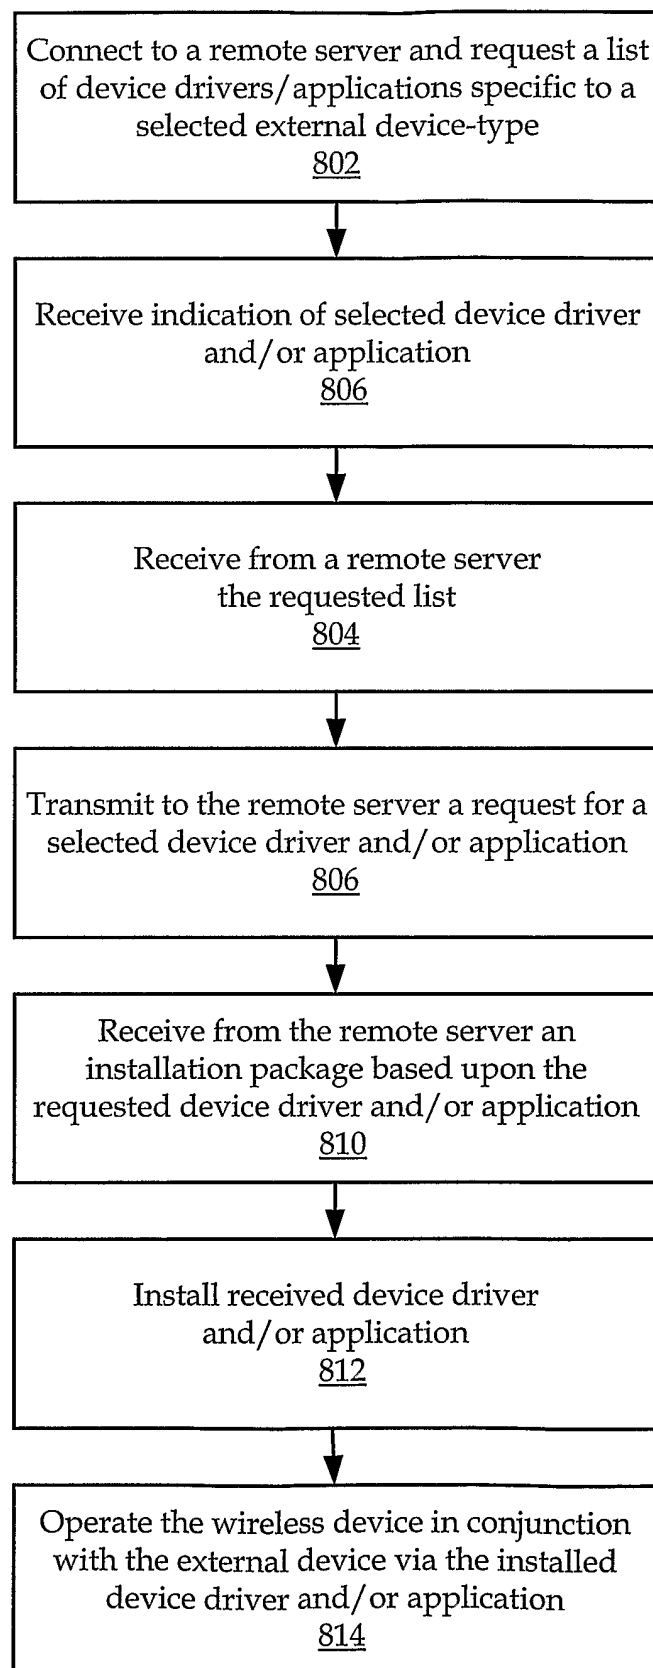 Connect to a remote server and request a list
of device drivers/applications specific to a
selected external device-type
802
Receive indication of selected device driver
and/or application
806
Receive from a remote server
the requested list
804
Transmit to the remote server a request for a
selected device driver and/or application
806
Receive from the remote server an
installation package based upon the
requested device driver and/or application
810
Install received device driver
and/or application
812
Operate the wireless device in conjunction
with the external device via the installed
device driver and/or application
814